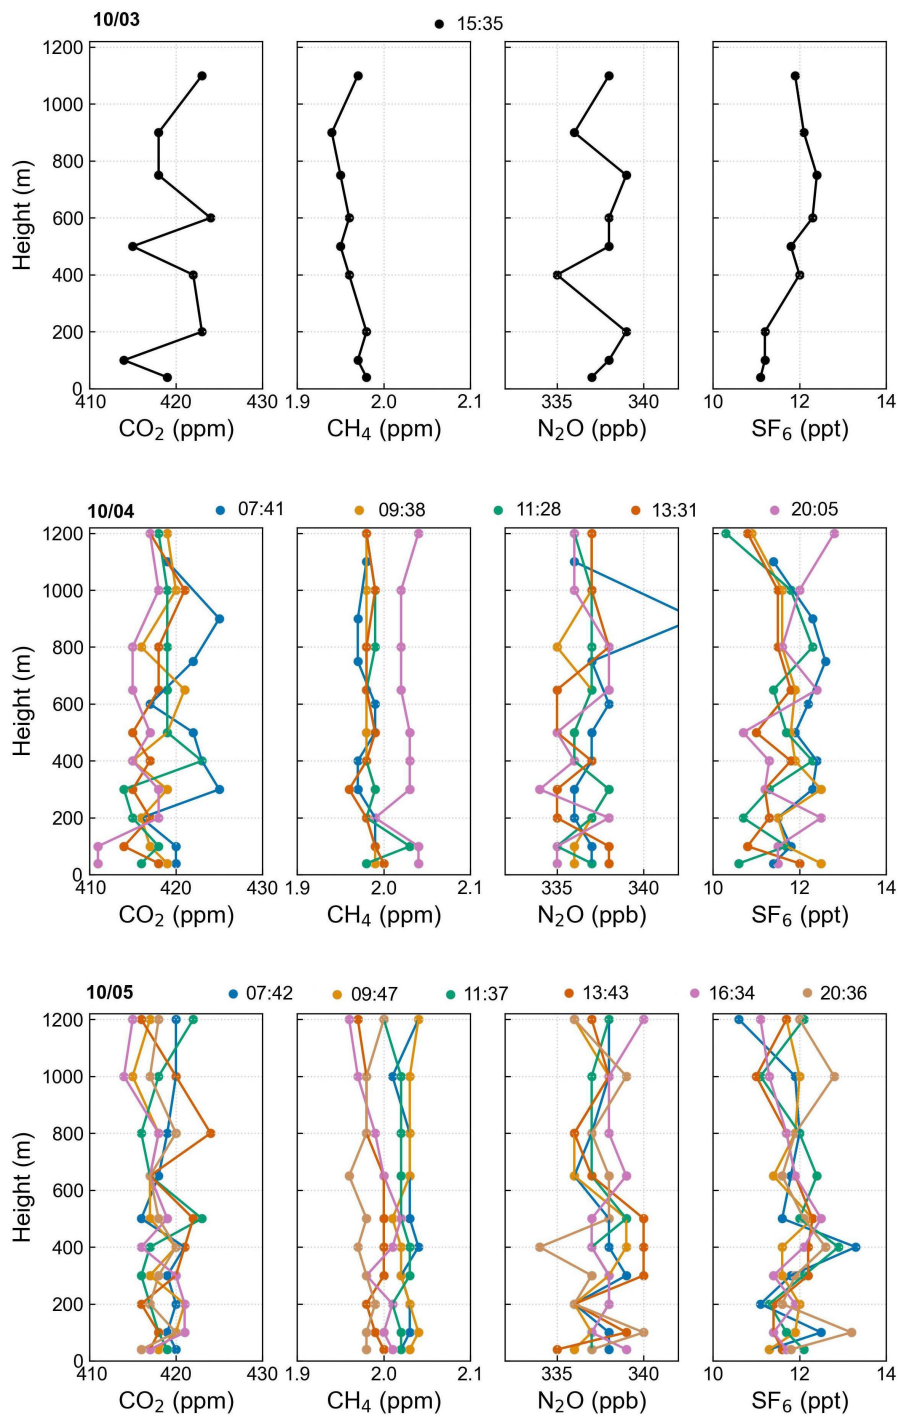 10/03 15:35
1200
1000
800
600
400
200
0
Height (m)
410 420 430 1.9 2.0 2.1 335 340 10 12 14
CO₂ (ppm) CH₄ (ppm) N₂O (ppb) SF₆ (ppt)
10/04 07:41 09:38 11:28 13:31 20:05
1200
1000
800
600
400
200
0
Height (m)
410 420 430 1.9 2.0 2.1 335 340 10 12 14
CO₂ (ppm) CH₄ (ppm) N₂O (ppb) SF₆ (ppt)
10/05 07:42 09:47 11:37 13:43 16:34 20:36
1200
1000
800
600
400
200
0
Height (m)
410 420 430 1.9 2.0 2.1 335 340 10 12 14
CO₂ (ppm) CH₄ (ppm) N₂O (ppb) SF₆ (ppt)